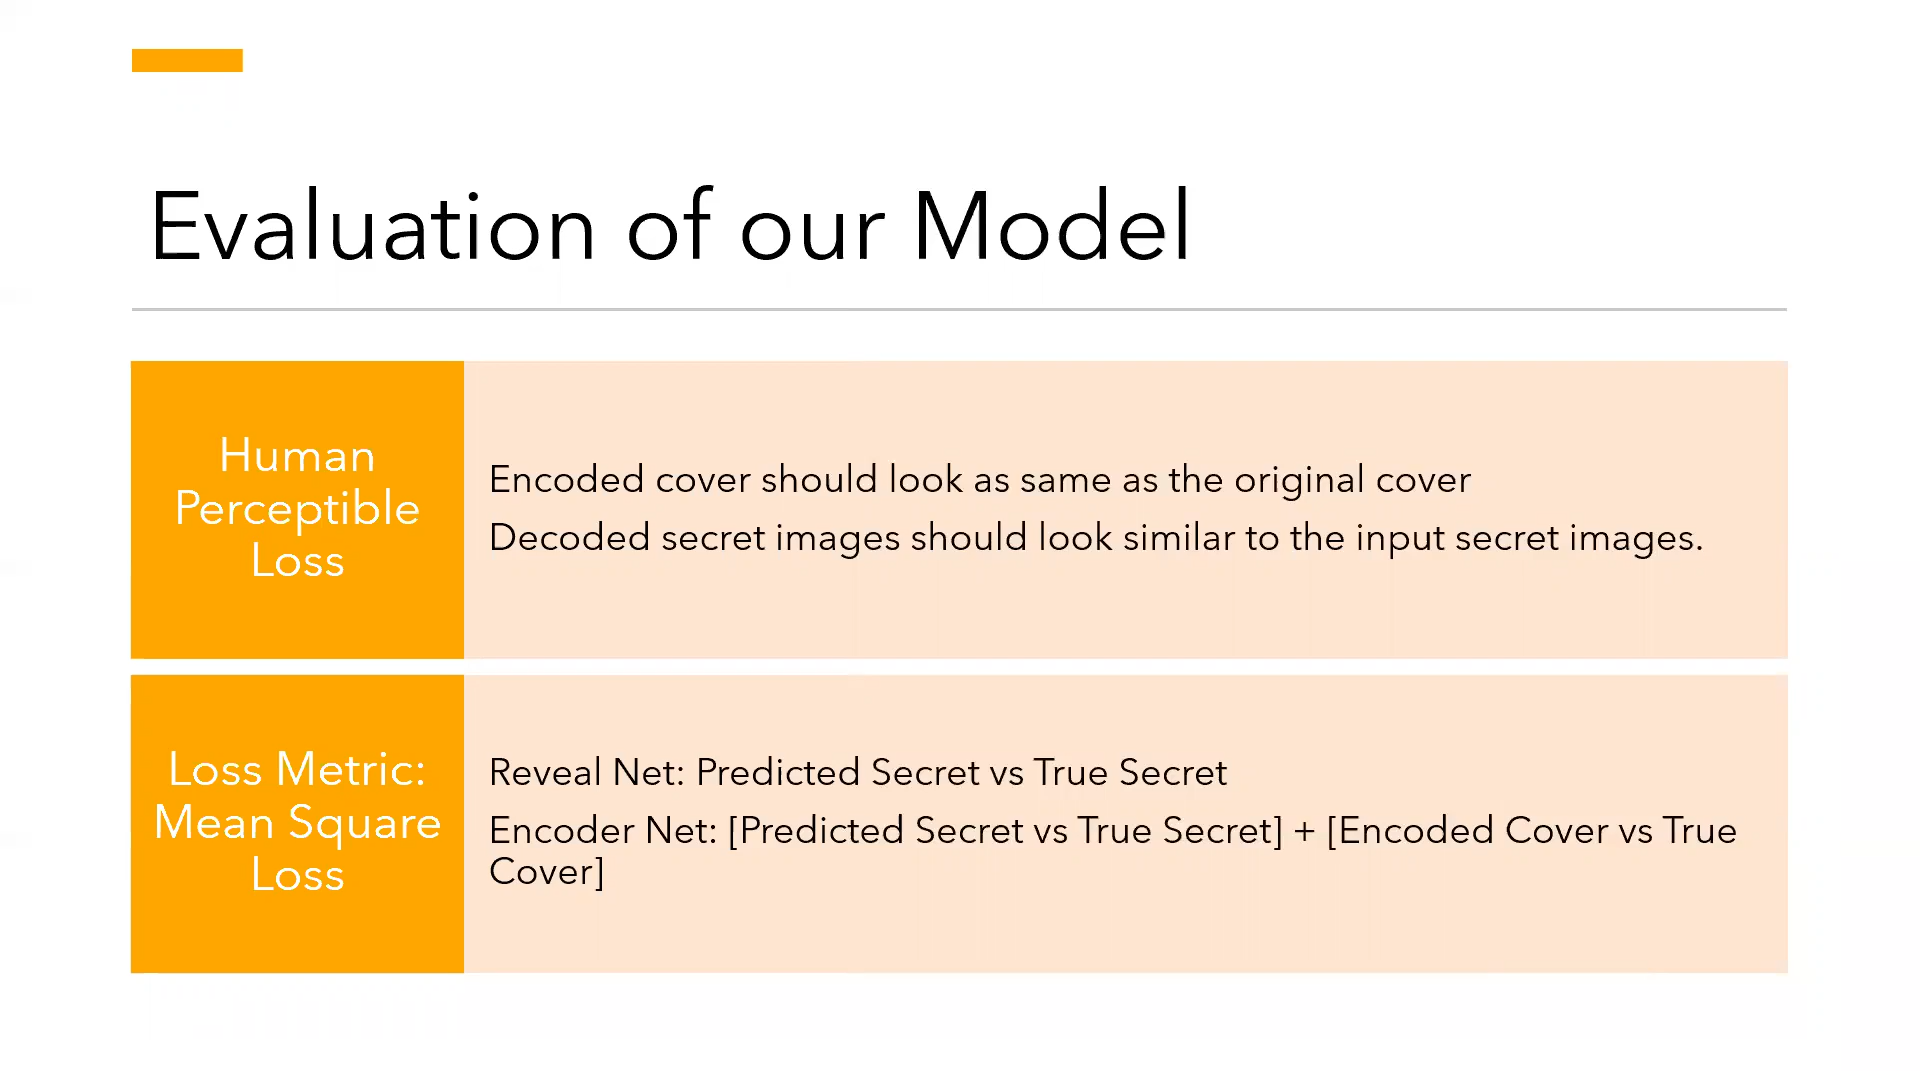 Evaluation of our Model
Human
Perceptible
Loss
Encoded cover should look as same as the original cover
Decoded secret images should look similar to the input secret images.
Loss Metric:
Mean Square
Loss
Reveal Net: Predicted Secret vs True Secret
Encoder Net: [Predicted Secret vs True Secret] + [Encoded Cover vs True
Cover]